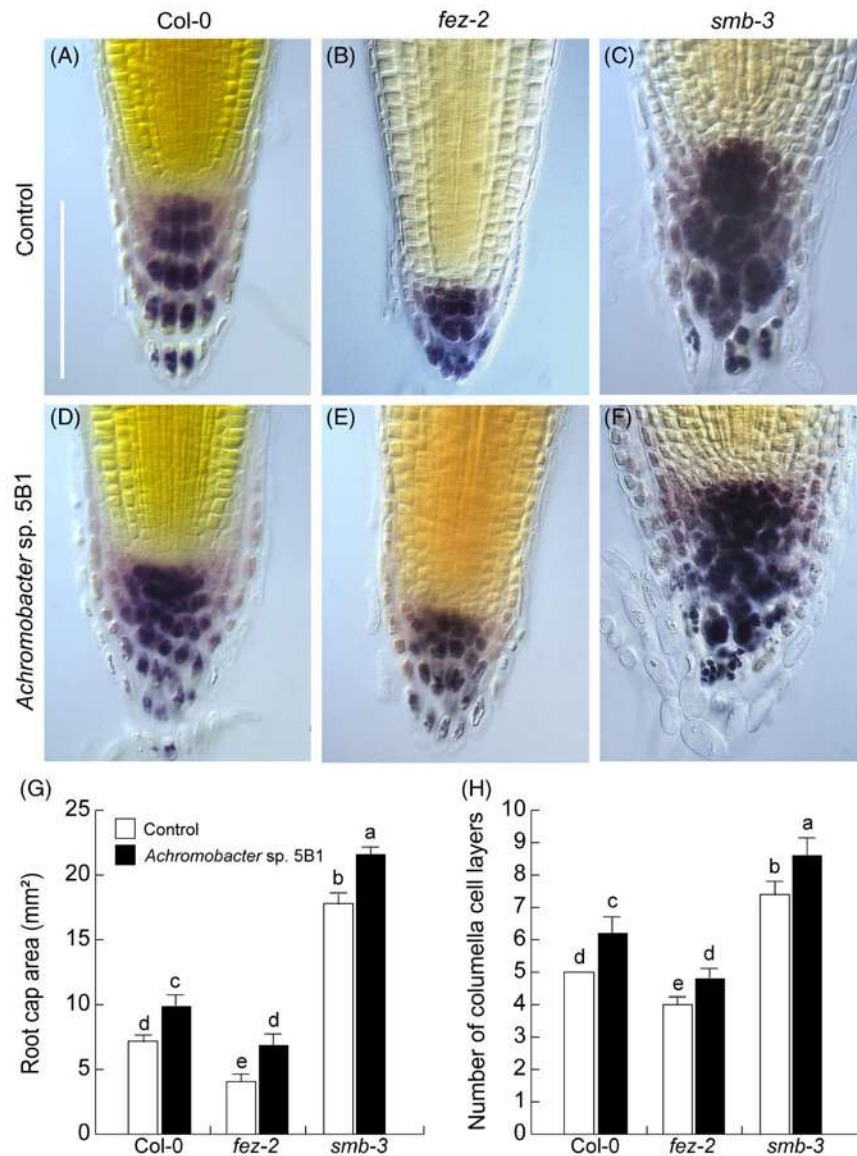 Col-0 fez-2 smb-3
Control
(A) (B) (C)
Achromobacter sp. 5B1
(D) (E) (F)
(G)
Root cap area (mm²)
25
20
15
10
5
0
Control
Achromobacter sp. 5B1
d c e d b a
Col-0 fez-2 smb-3
(H)
Number of columella cell layers
10
9
8
7
6
5
4
3
2
1
0
d c e d b a
Col-0 fez-2 smb-3